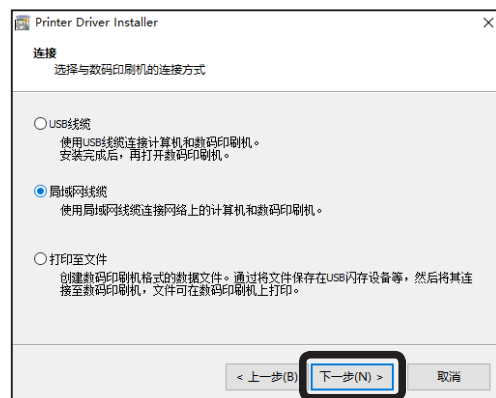 Printer Driver Installer
连接
选择与数码印刷机的连接方式
USB线缆
使用USB线缆连接计算机和数码印刷机。
安装完成后，再打开数码印刷机。
局域网线缆
使用局域网线缆连接网络上的计算机和数码印刷机。
打印至文件
创建数码印刷机格式的数据文件。通过将文件保存在USB闪存设备等，然后将其连
接至数码印刷机，文件可在数码印刷机上打印。
< 上一步(B) 下一步(N) > 取消